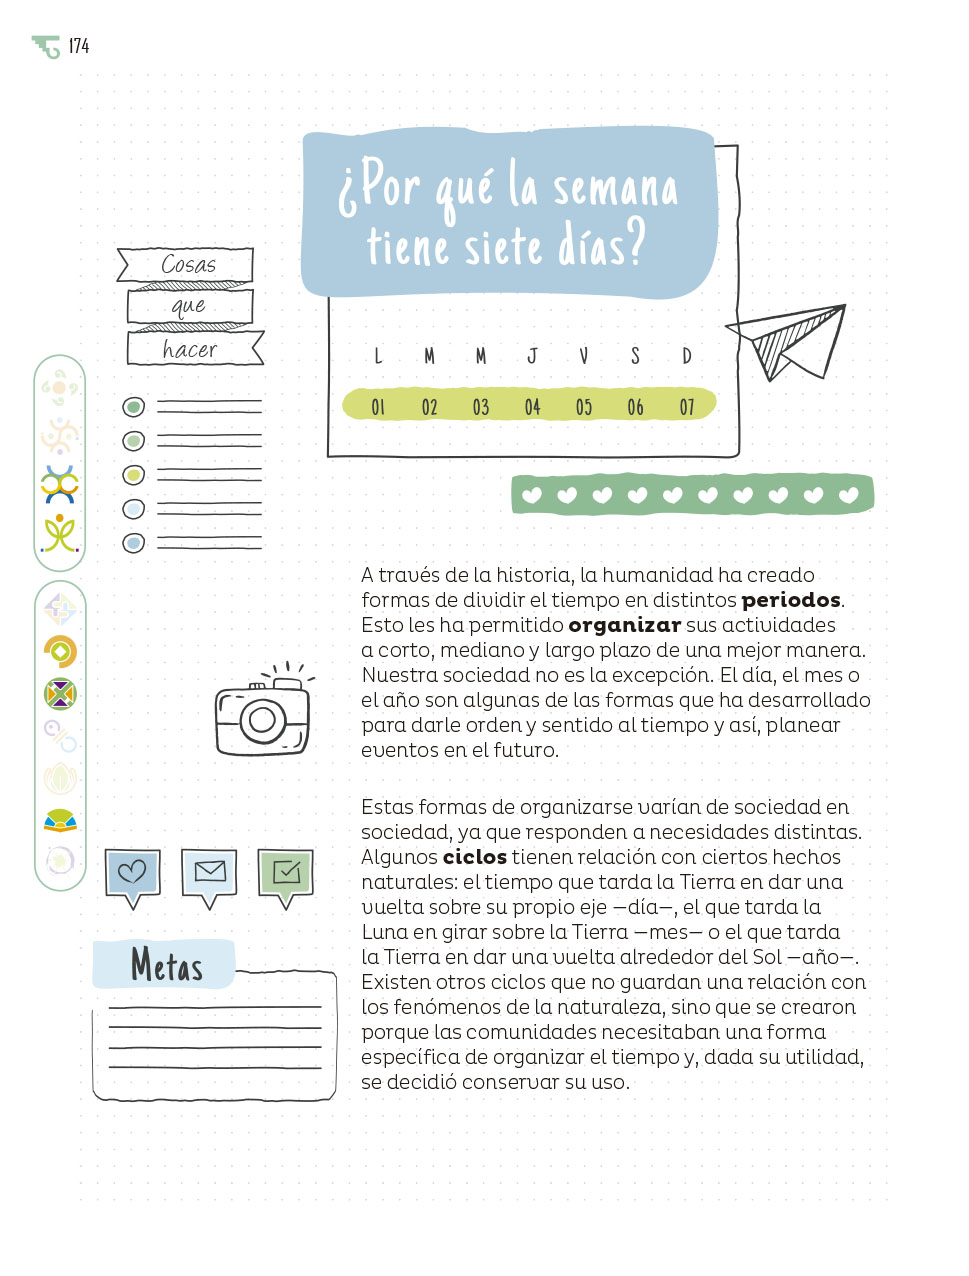 174
¿Por qué la semana
tiene siete días?
Cosas
que
hacer
L M M J V S D
01 02 03 04 05 06 07
A través de la historia, la humanidad ha creado
formas de dividir el tiempo en distintos periodos.
Esto les ha permitido organizar sus actividades
a corto, mediano y largo plazo de una mejor manera.
Nuestra sociedad no es la excepción. El día, el mes o
el año son algunas de las formas que ha desarrollado
para darle orden y sentido al tiempo y así, planear
eventos en el futuro.
Estas formas de organizarse varían de sociedad en
sociedad, ya que responden a necesidades distintas.
Algunos ciclos tienen relación con ciertos hechos
naturales: el tiempo que tarda la Tierra en dar una
vuelta sobre su propio eje —día—, el que tarda la
Luna en girar sobre la Tierra —mes— o el que tarda
la Tierra en dar una vuelta alrededor del Sol —año—.
Existen otros ciclos que no guardan una relación con
los fenómenos de la naturaleza, sino que se crearon
porque las comunidades necesitaban una forma
específica de organizar el tiempo y, dada su utilidad,
se decidió conservar su uso.
Metas